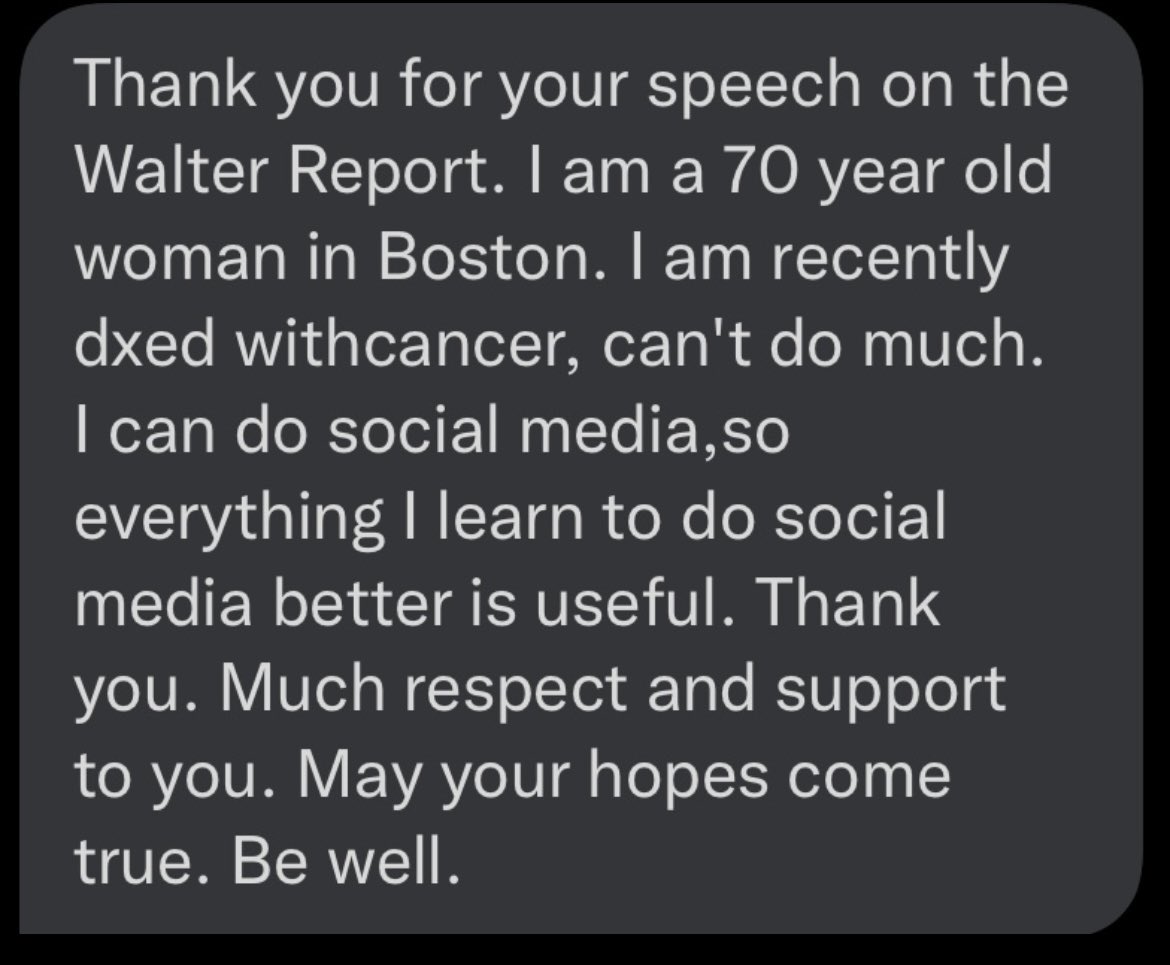 Thank you for your speech on the
Walter Report. I am a 70 year old
woman in Boston. I am recently
dxed withcancer, can't do much.
I can do social media,so
everything I learn to do social
media better is useful. Thank
you. Much respect and support
to you. May your hopes come
true. Be well.